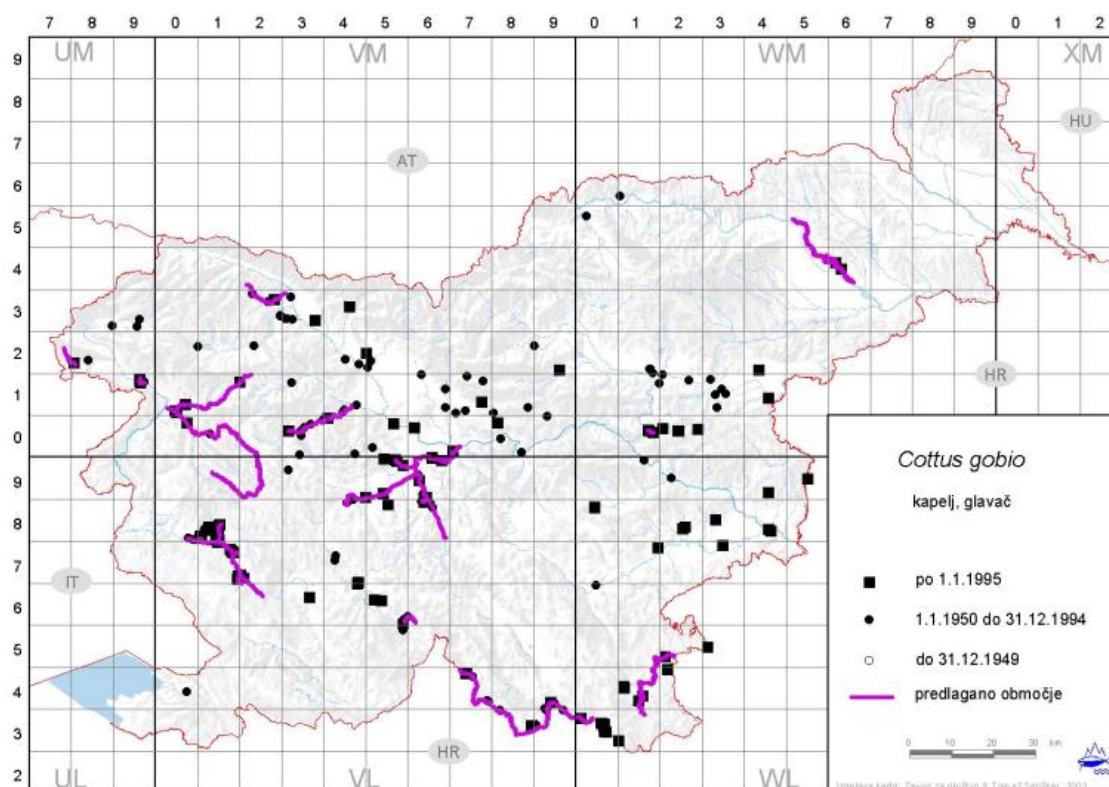 7 8 9 0 1 2 3 4 5 6 7 8 9 0 1 2 3 4 5 6 7 8 9 0 1 2
UM VM WM XM
9
8
HU
7
AT
6
5
4
3
2
HR
1
0
Cottus gobio
9
kapelj, glavač
8
po 1.1.1995
7
IT
1.1.1950 do 31.12.1994
6
do 31.12.1949
5
predlagano območje
4
HR
3
0 10 20 30 km
2
UL VL WL